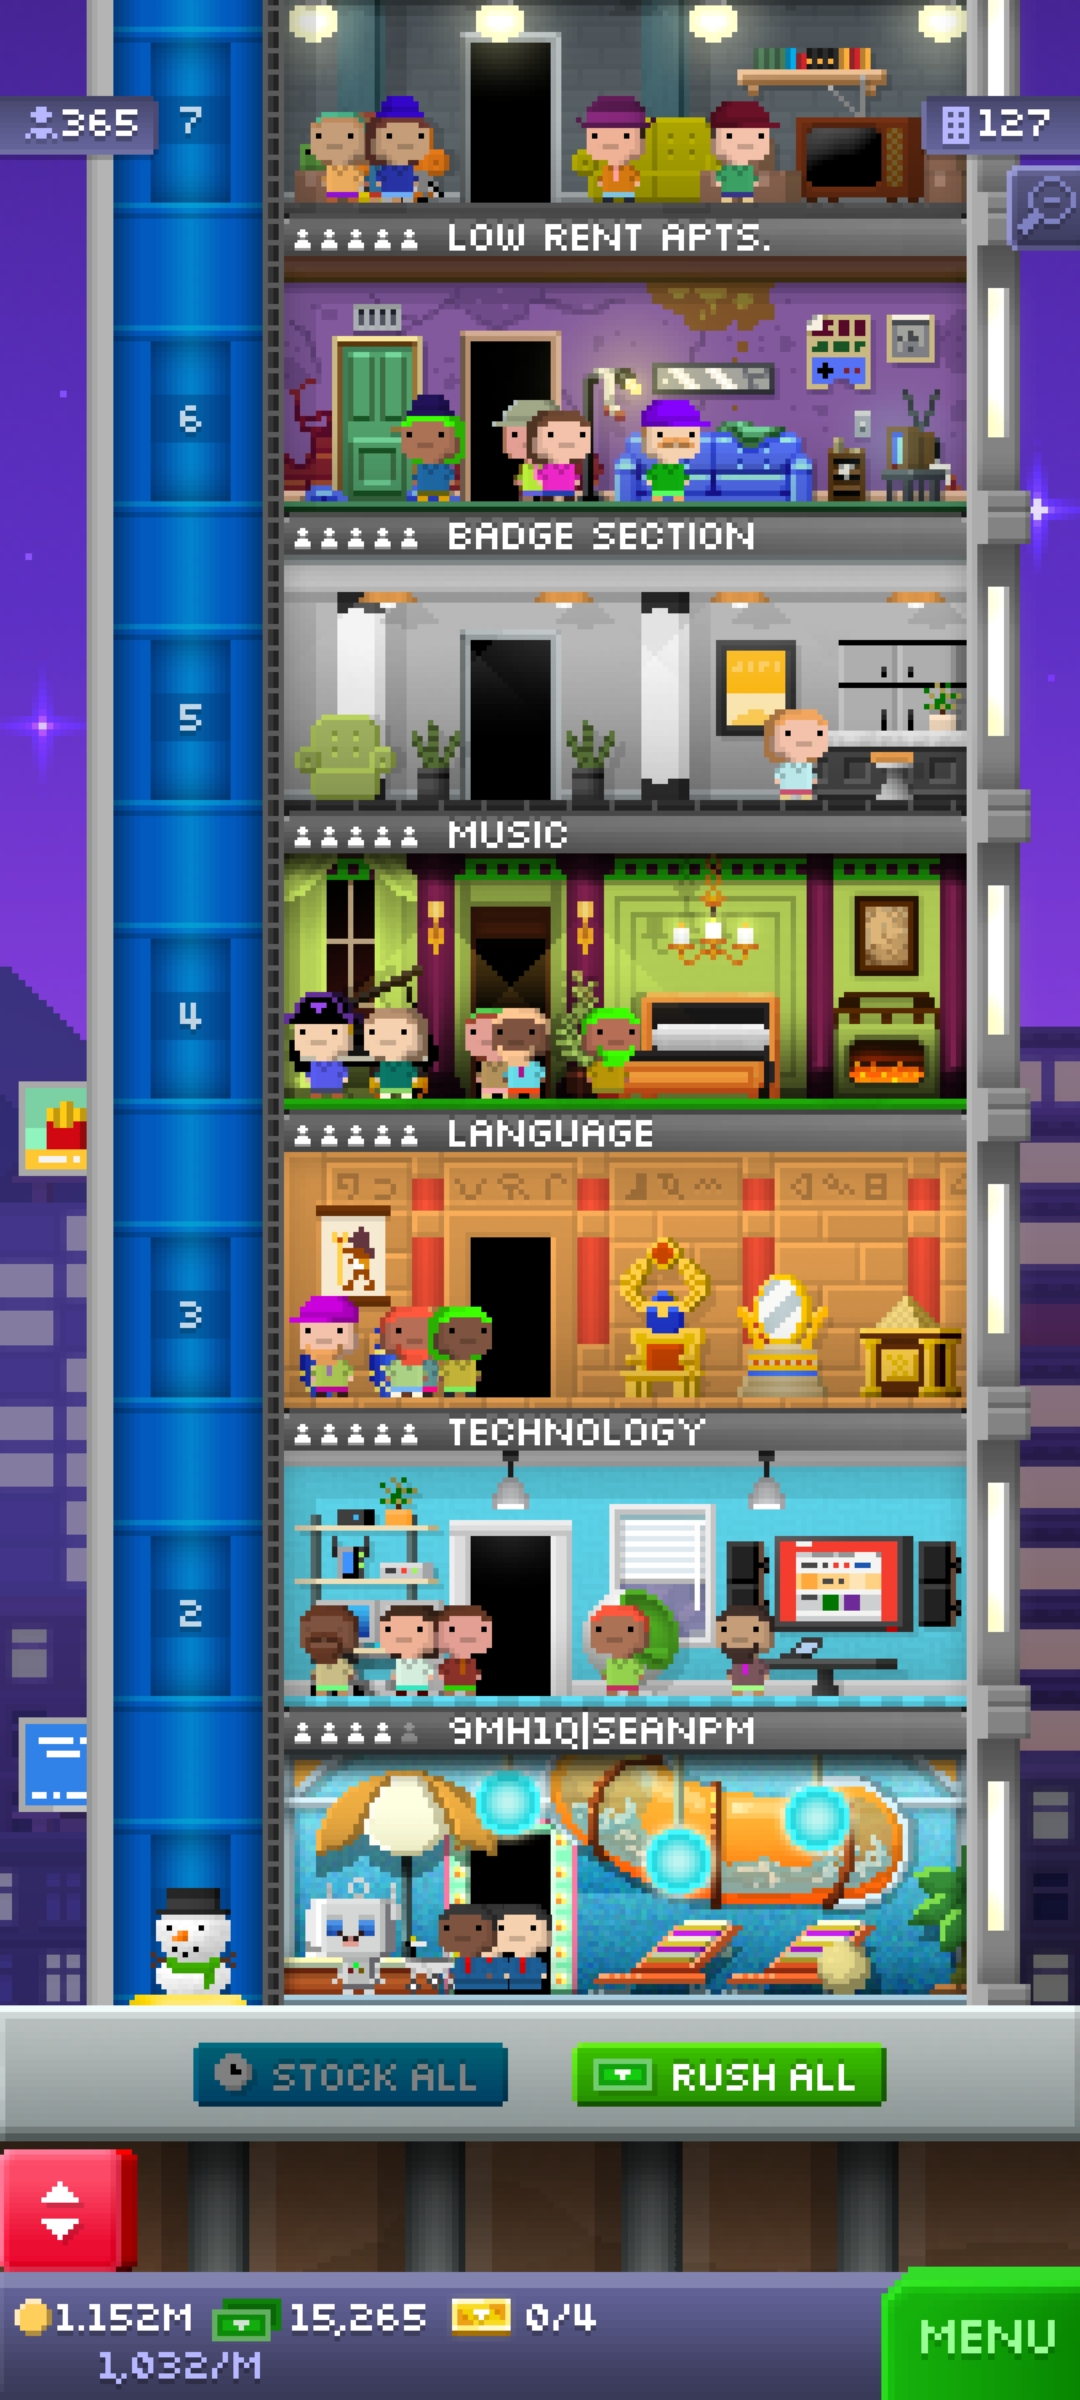 365
7
127
LOW RENT APTS.
6
BADGE SECTION
5
MUSIC
4
LANGUAGE
3
TECHNOLOGY
2
9MH1Q|SEANPM
STOCK ALL
RUSH ALL
1.152M
15,265
0/4
1,032/M
MENU